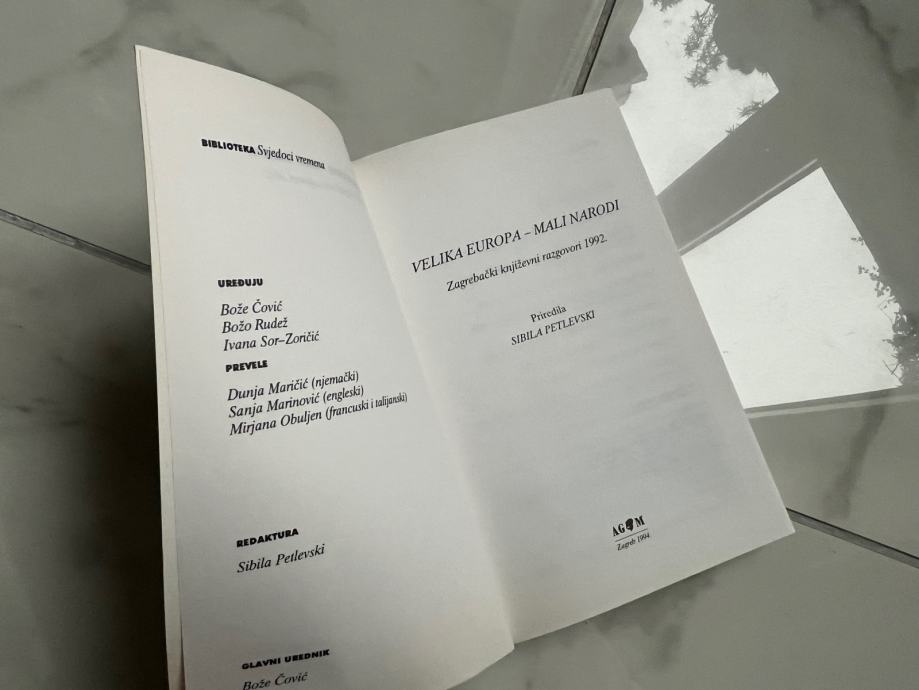 BIBLIOTEKA Svjedoci vremena
UREĐUJU
Bože Čović
Božo Rudež
Ivana Sor–Zoričić
PREVELE
Dunja Maričić (njemački)
Sanja Marinović (engleski)
Mirjana Obuljen (francuski i talijanski)
REDAKTURA
Sibila Petlevski
GLAVNI UREDNIK
Bože Čović
VELIKA EUROPA – MALI NARODI
Zagrebački književni razgovori 1992.
Priredila
SIBILA PETLEVSKI
AGM
Zagreb 1994.